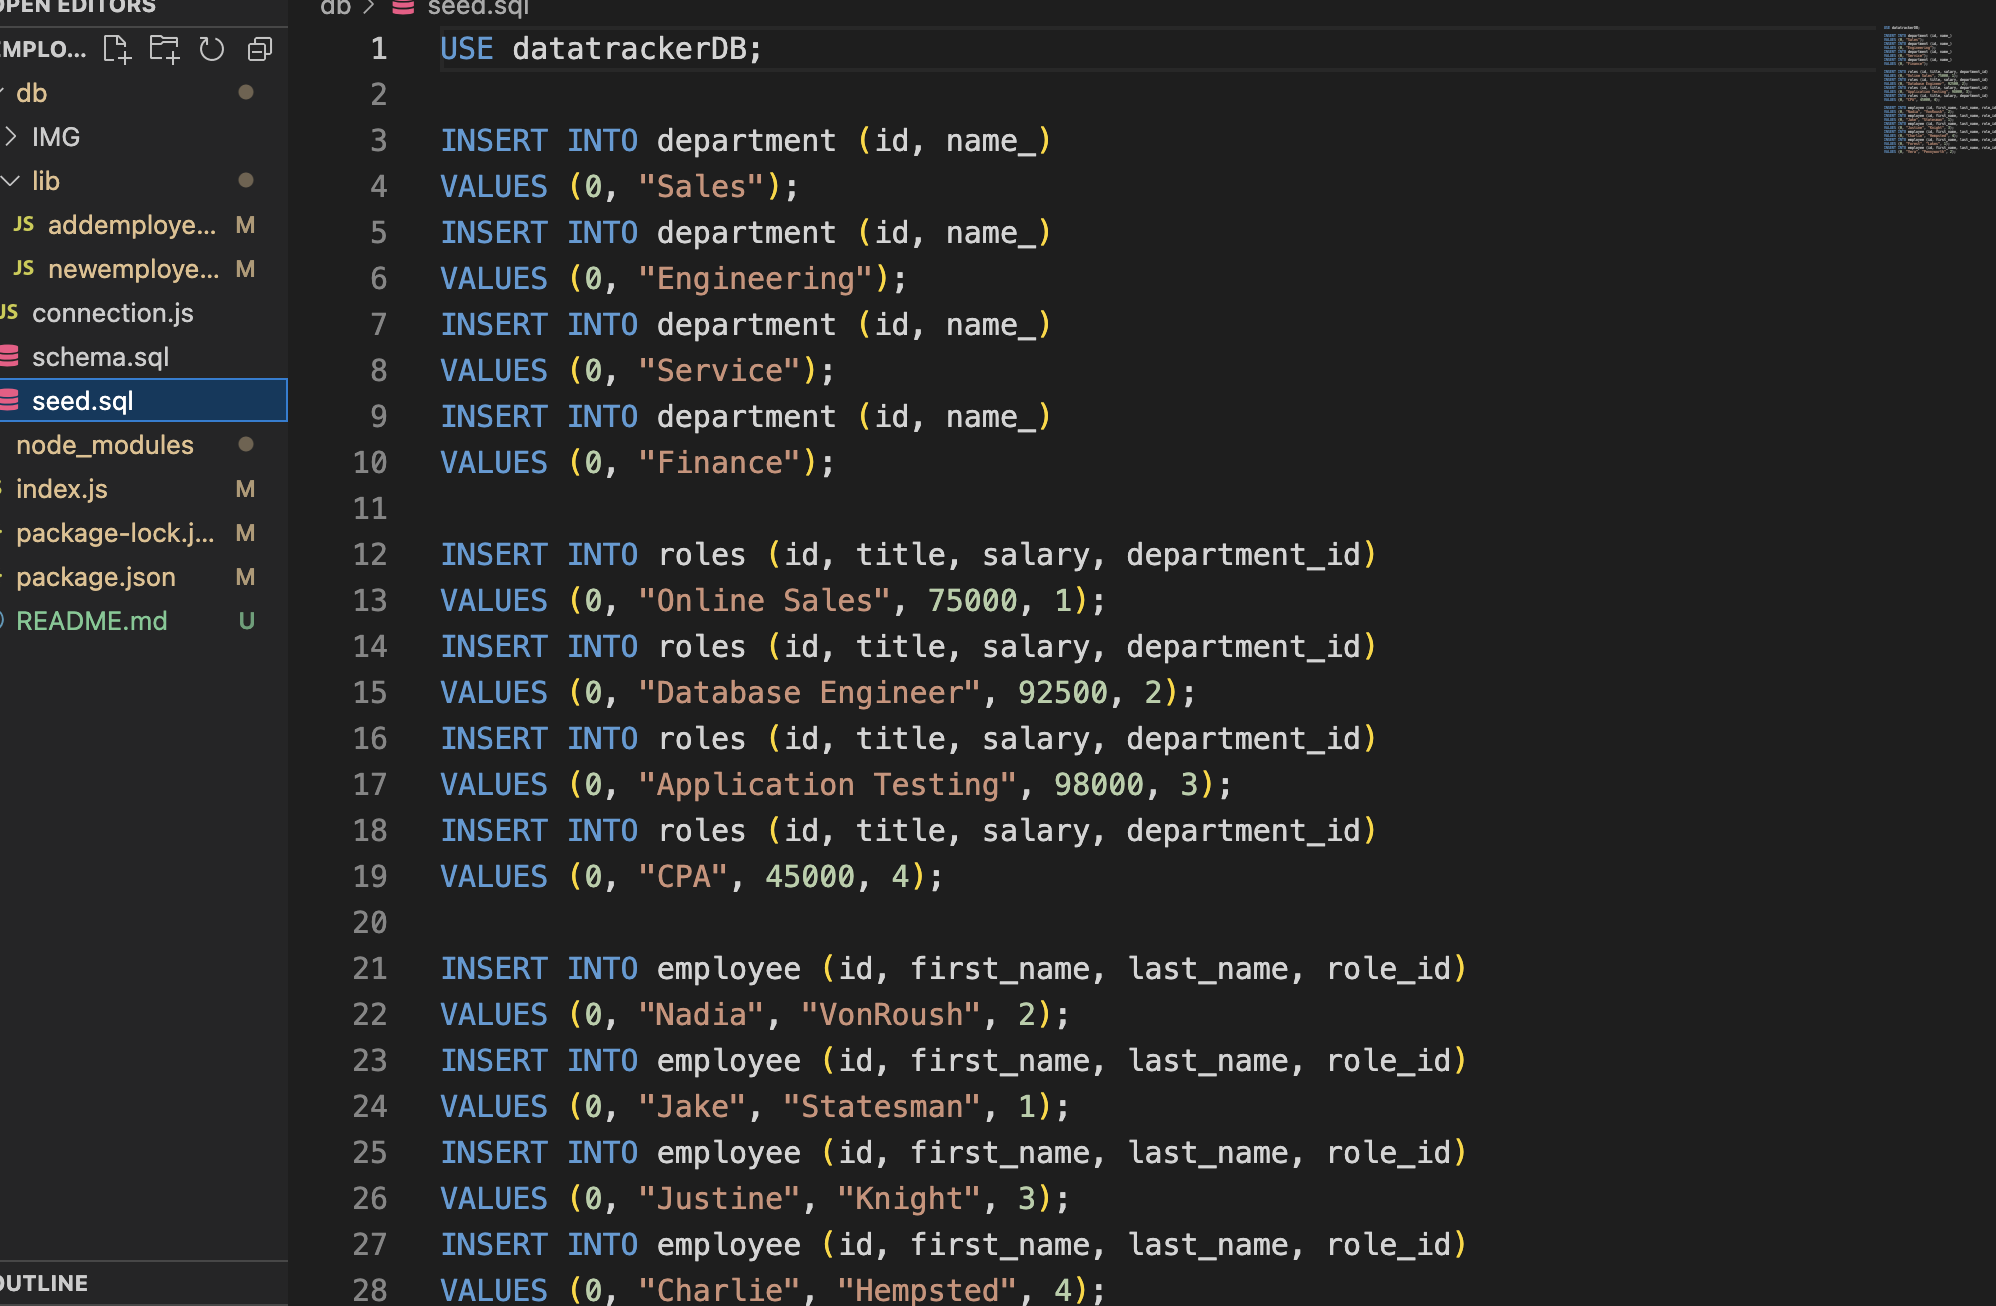 OPEN EDITORS
db > seed.sql
EMPLO...
db
IMG
lib
JS addemploye... M
JS newemploye... M
JS connection.js
schema.sql
seed.sql
node_modules
index.js M
package-lock.j... M
package.json M
README.md U
OUTLINE
1 USE datatrackerDB;
2
3 INSERT INTO department (id, name_)
4 VALUES (0, "Sales");
5 INSERT INTO department (id, name_)
6 VALUES (0, "Engineering");
7 INSERT INTO department (id, name_)
8 VALUES (0, "Service");
9 INSERT INTO department (id, name_)
10 VALUES (0, "Finance");
11
12 INSERT INTO roles (id, title, salary, department_id)
13 VALUES (0, "Online Sales", 75000, 1);
14 INSERT INTO roles (id, title, salary, department_id)
15 VALUES (0, "Database Engineer", 92500, 2);
16 INSERT INTO roles (id, title, salary, department_id)
17 VALUES (0, "Application Testing", 98000, 3);
18 INSERT INTO roles (id, title, salary, department_id)
19 VALUES (0, "CPA", 45000, 4);
20
21 INSERT INTO employee (id, first_name, last_name, role_id)
22 VALUES (0, "Nadia", "VonRoush", 2);
23 INSERT INTO employee (id, first_name, last_name, role_id)
24 VALUES (0, "Jake", "Statesman", 1);
25 INSERT INTO employee (id, first_name, last_name, role_id)
26 VALUES (0, "Justine", "Knight", 3);
27 INSERT INTO employee (id, first_name, last_name, role_id)
28 VALUES (0, "Charlie", "Hempsted", 4);